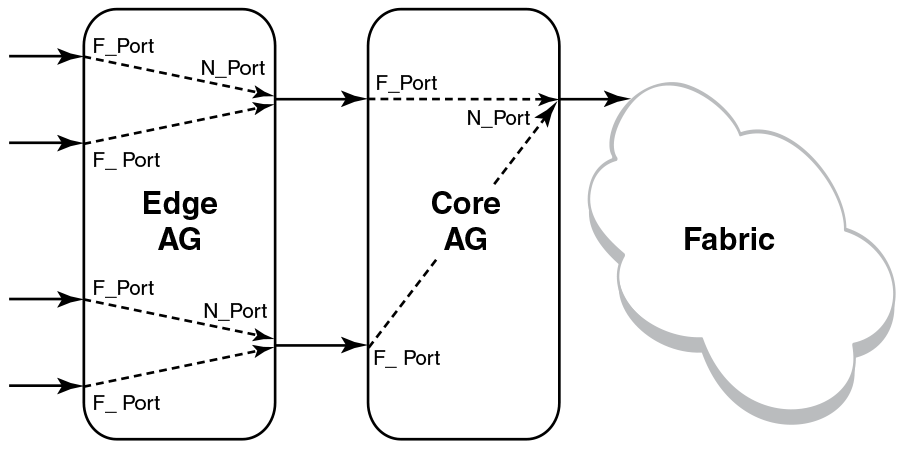 F_Port
N_Port
F_ Port
Edge
AG
F_Port
N_Port
F_ Port
F_Port
N_Port
Core
AG
F_ Port
Fabric